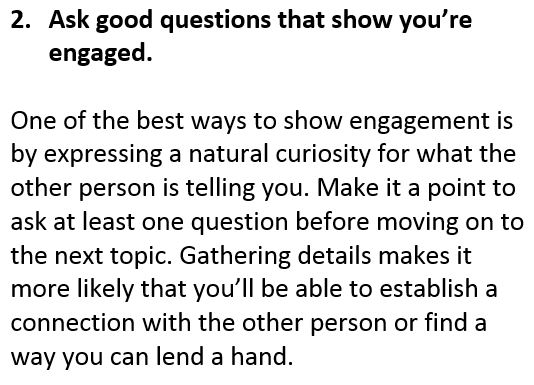 2. Ask good questions that show you’re
engaged.
One of the best ways to show engagement is
by expressing a natural curiosity for what the
other person is telling you. Make it a point to
ask at least one question before moving on to
the next topic. Gathering details makes it
more likely that you’ll be able to establish a
connection with the other person or find a
way you can lend a hand.